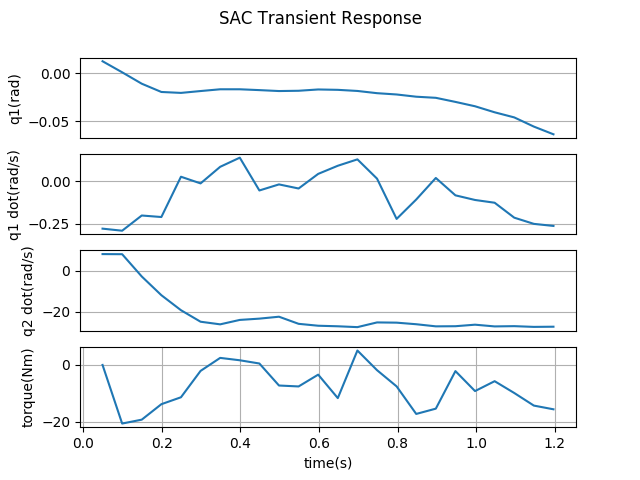 SAC Transient Response
q1(rad)
0.00
−0.05
q1 dot(rad/s)
0.00
−0.25
q2 dot(rad/s)
0
−20
torque(Nm)
0
−20
0.0 0.2 0.4 0.6 0.8 1.0 1.2
time(s)